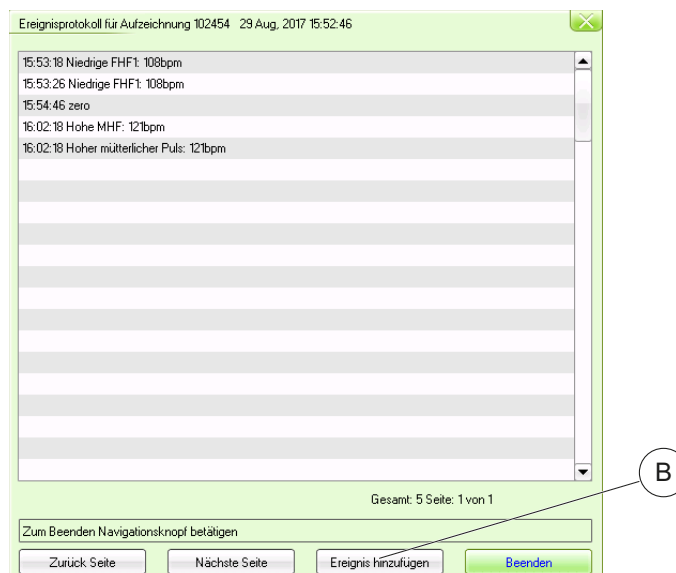 Ereignisprotokoll für Aufzeichnung 102454 29 Aug, 2017 15:52:46
15:53:18 Niedrige FHF1: 108bpm
15:53:26 Niedrige FHF1: 108bpm
15:54:46 zero
16:02:18 Hohe MHF: 121bpm
16:02:18 Hoher mütterlicher Puls: 121bpm
B
Gesamt: 5 Seite: 1 von 1
Zum Beenden Navigationsknopf betätigen
Zurück Seite Nächste Seite Ereignis hinzufügen Beenden